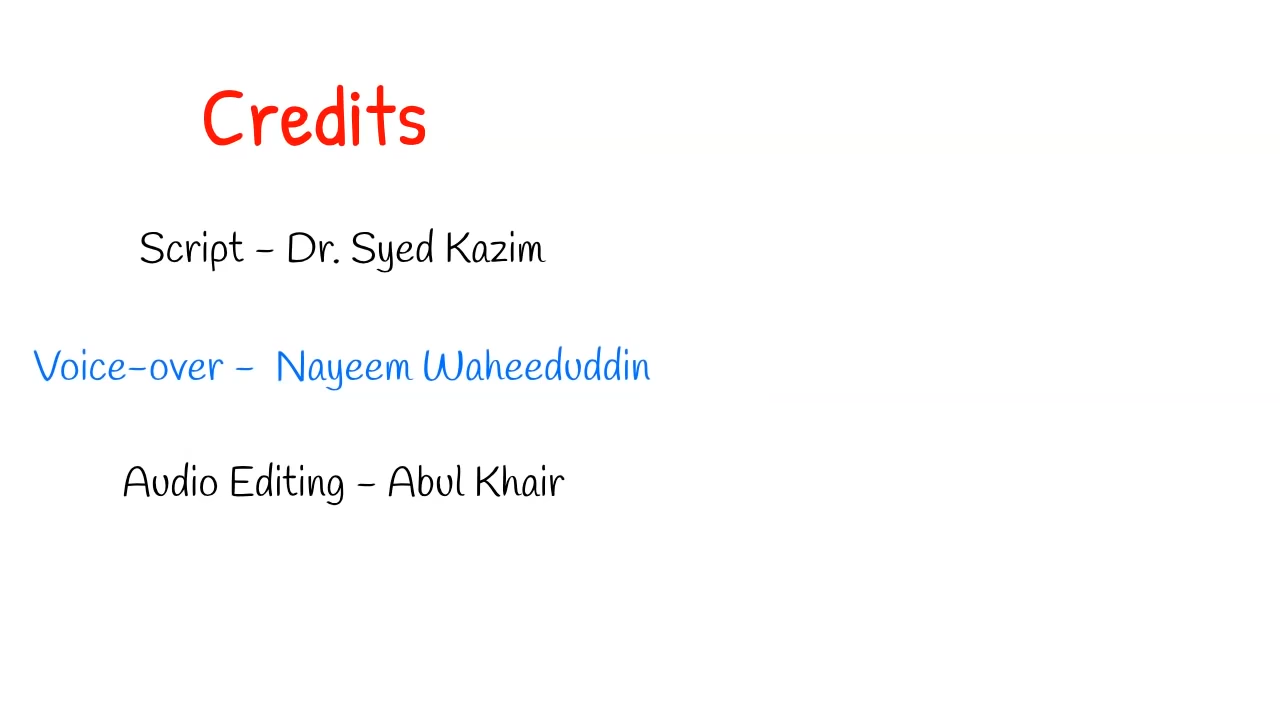 Credits
Script - Dr. Syed Kazim
Voice-over - Nayeem Waheeduddin
Audio Editing - Abul Khair